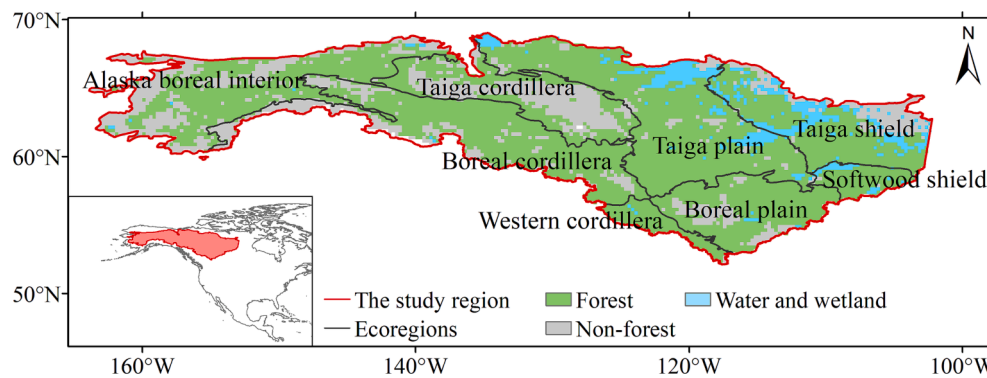 70°N
N
Alaska boreal interior
Taiga cordillera
Taiga shield
60°N
Boreal cordillera
Taiga plain
Softwood shield
Western cordillera
Boreal plain
50°N
The study region
Forest
Water and wetland
Ecoregions
Non-forest
160°W
140°W
120°W
100°W